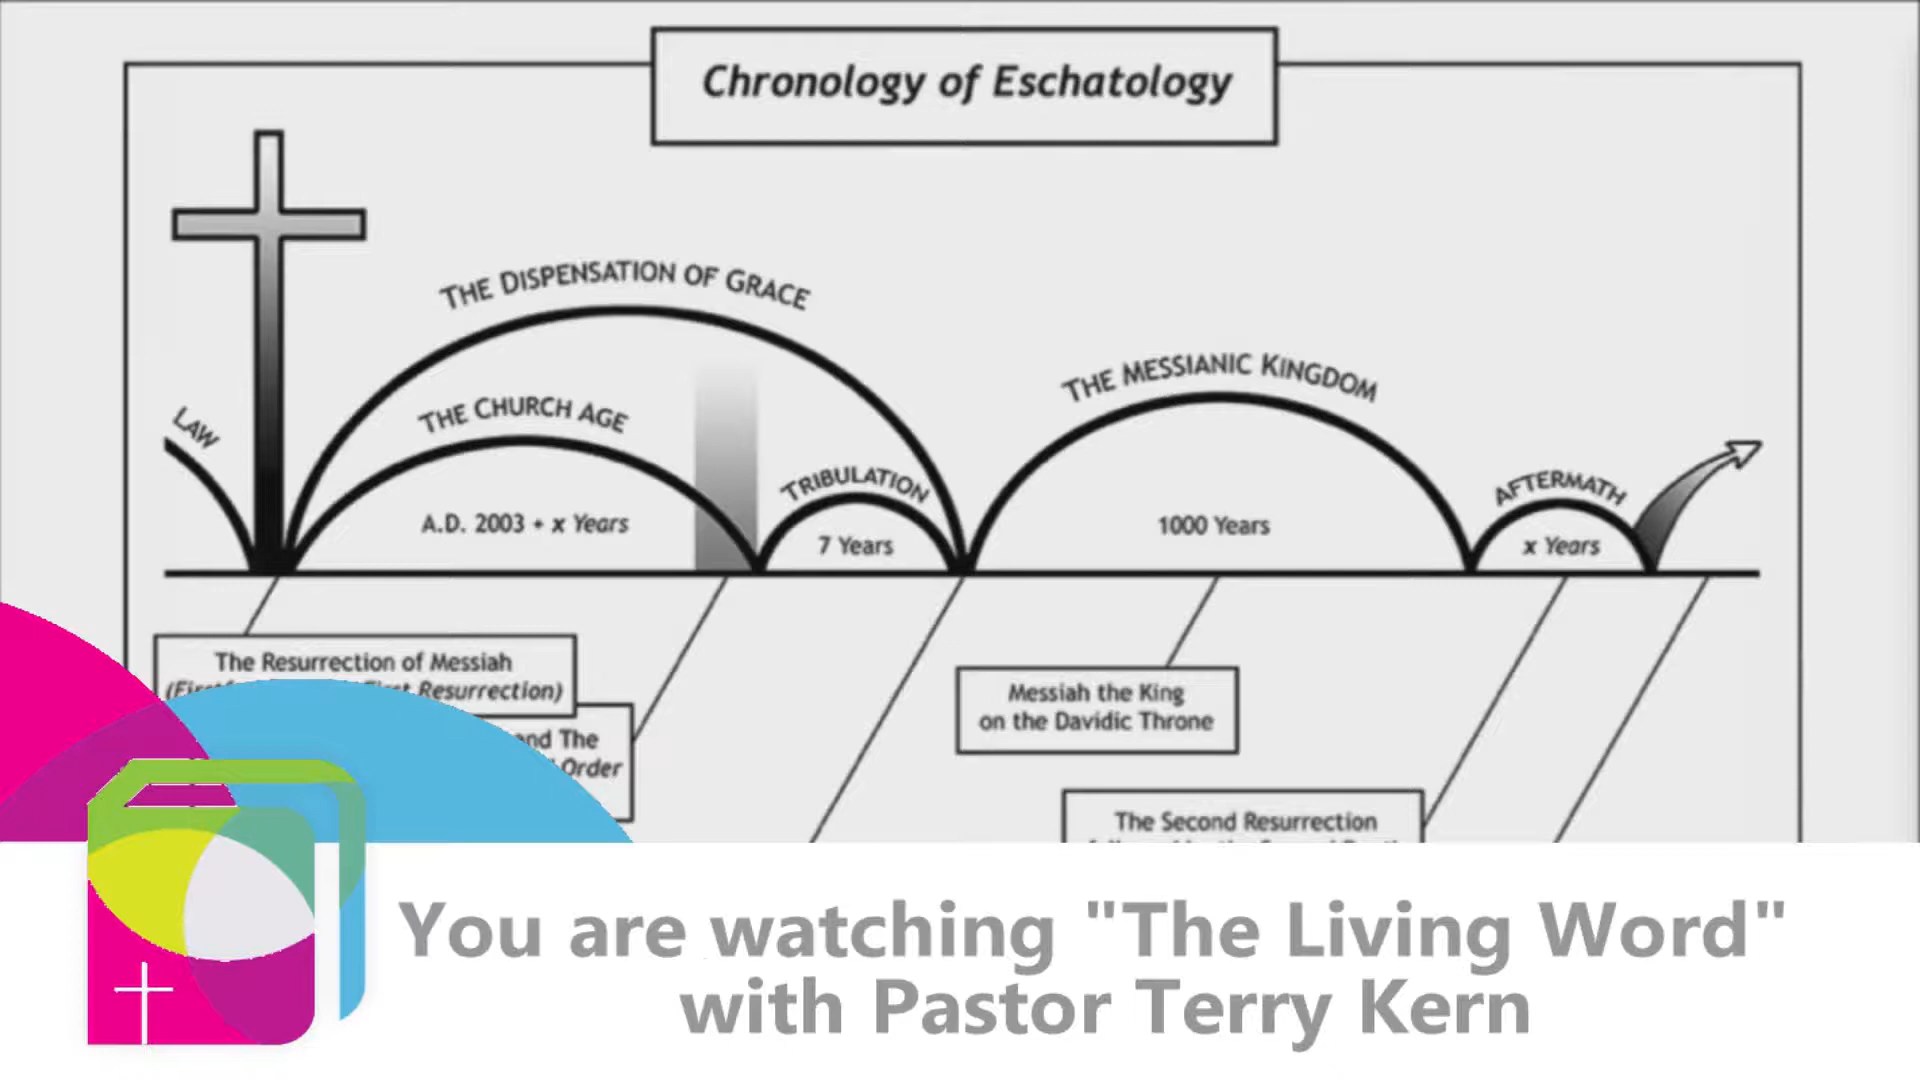 Chronology of Eschatology
THE DISPENSATION OF GRACE
THE MESSIANIC KINGDOM
THE CHURCH AGE
LAW
TRIBULATION
AFTERMATH
A.D. 2003 + x Years
7 Years
1000 Years
x Years
The Resurrection of Messiah
Resurrection)
and The
Order
Messiah the King
on the Davidic Throne
The Second Resurrection
You are watching "The Living Word"
with Pastor Terry Kern